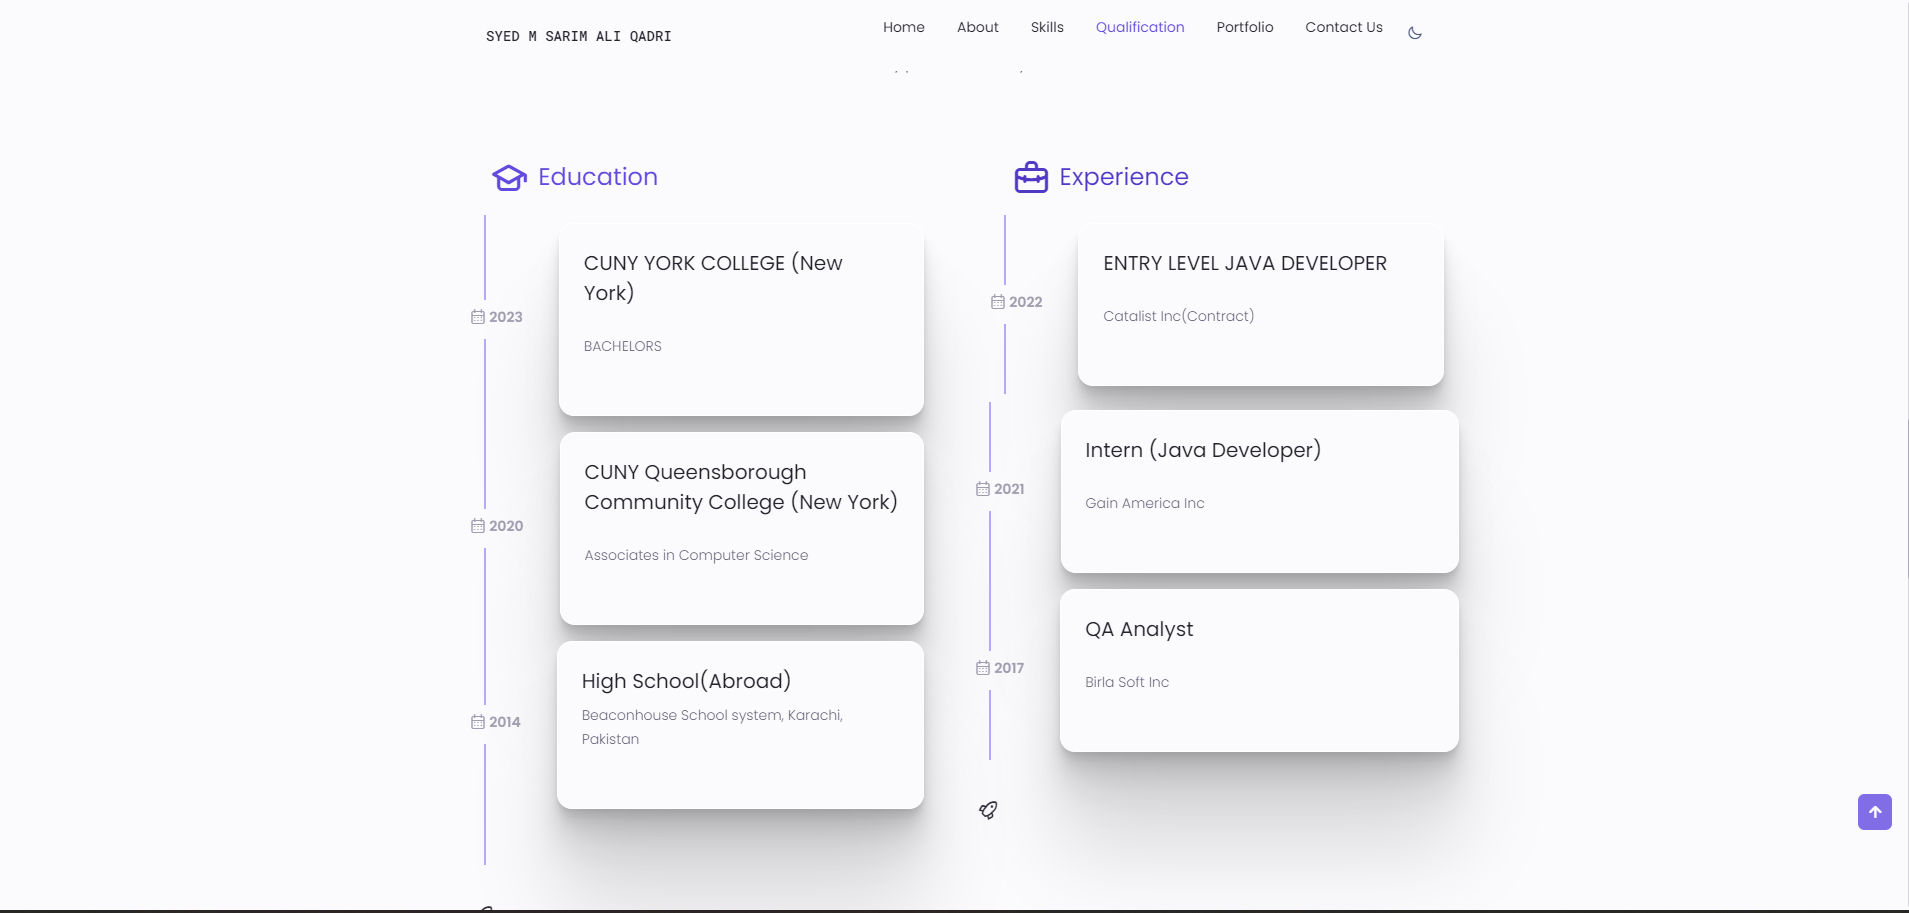 SYED M SARIM ALI QADRI
Home
About
Skills
Qualification
Portfolio
Contact Us
Education
2023
CUNY YORK COLLEGE (New
York)
BACHELORS
2020
CUNY Queensborough
Community College (New York)
Associates in Computer Science
2014
High School(Abroad)
Beaconhouse School system, Karachi,
Pakistan
Experience
2022
ENTRY LEVEL JAVA DEVELOPER
Catalist Inc(Contract)
2021
Intern (Java Developer)
Gain America Inc
2017
QA Analyst
Birla Soft Inc